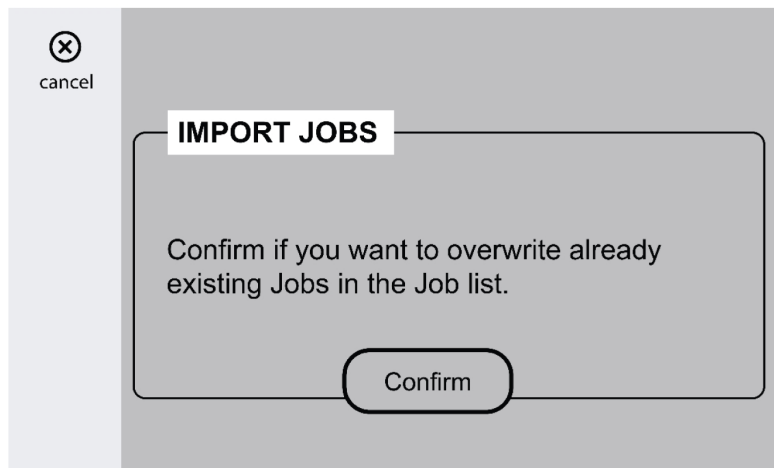 cancel
IMPORT JOBS
Confirm if you want to overwrite already
existing Jobs in the Job list.
Confirm